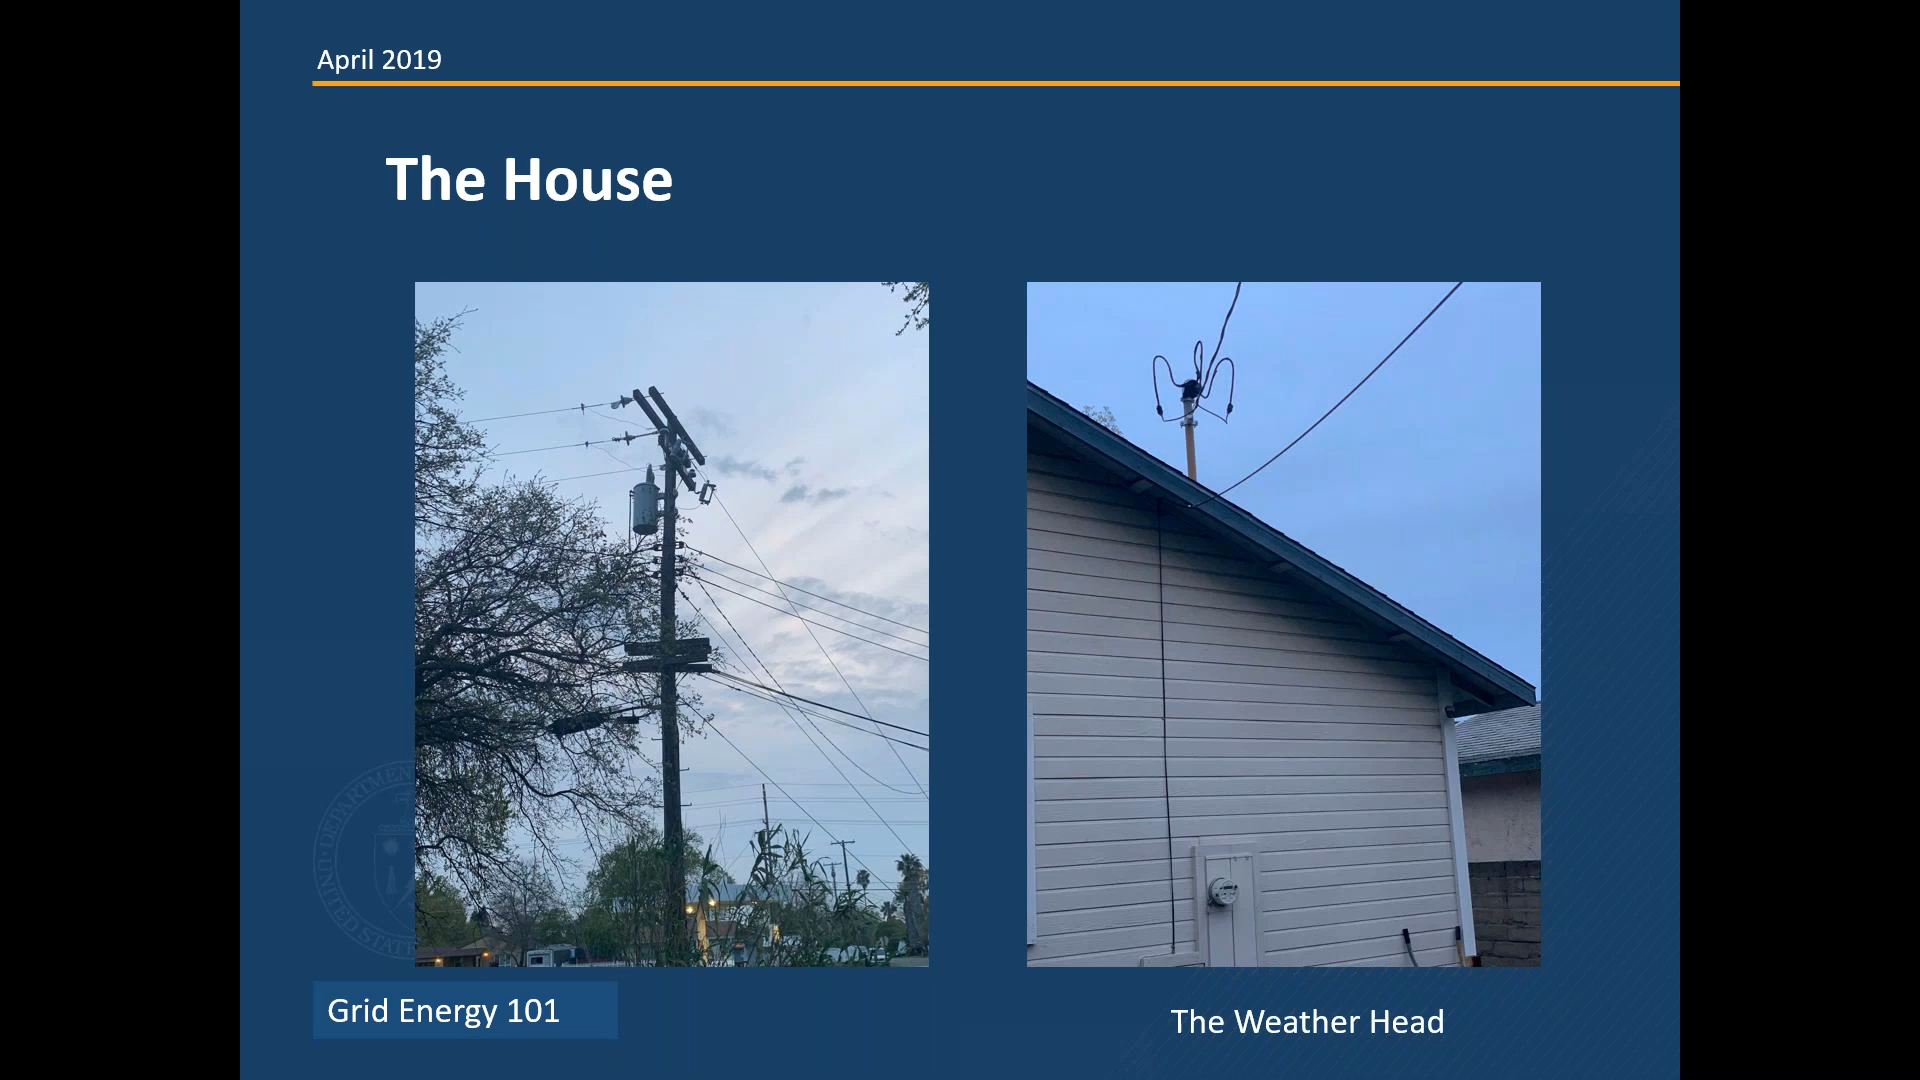 April 2019
The House
Grid Energy 101
The Weather Head